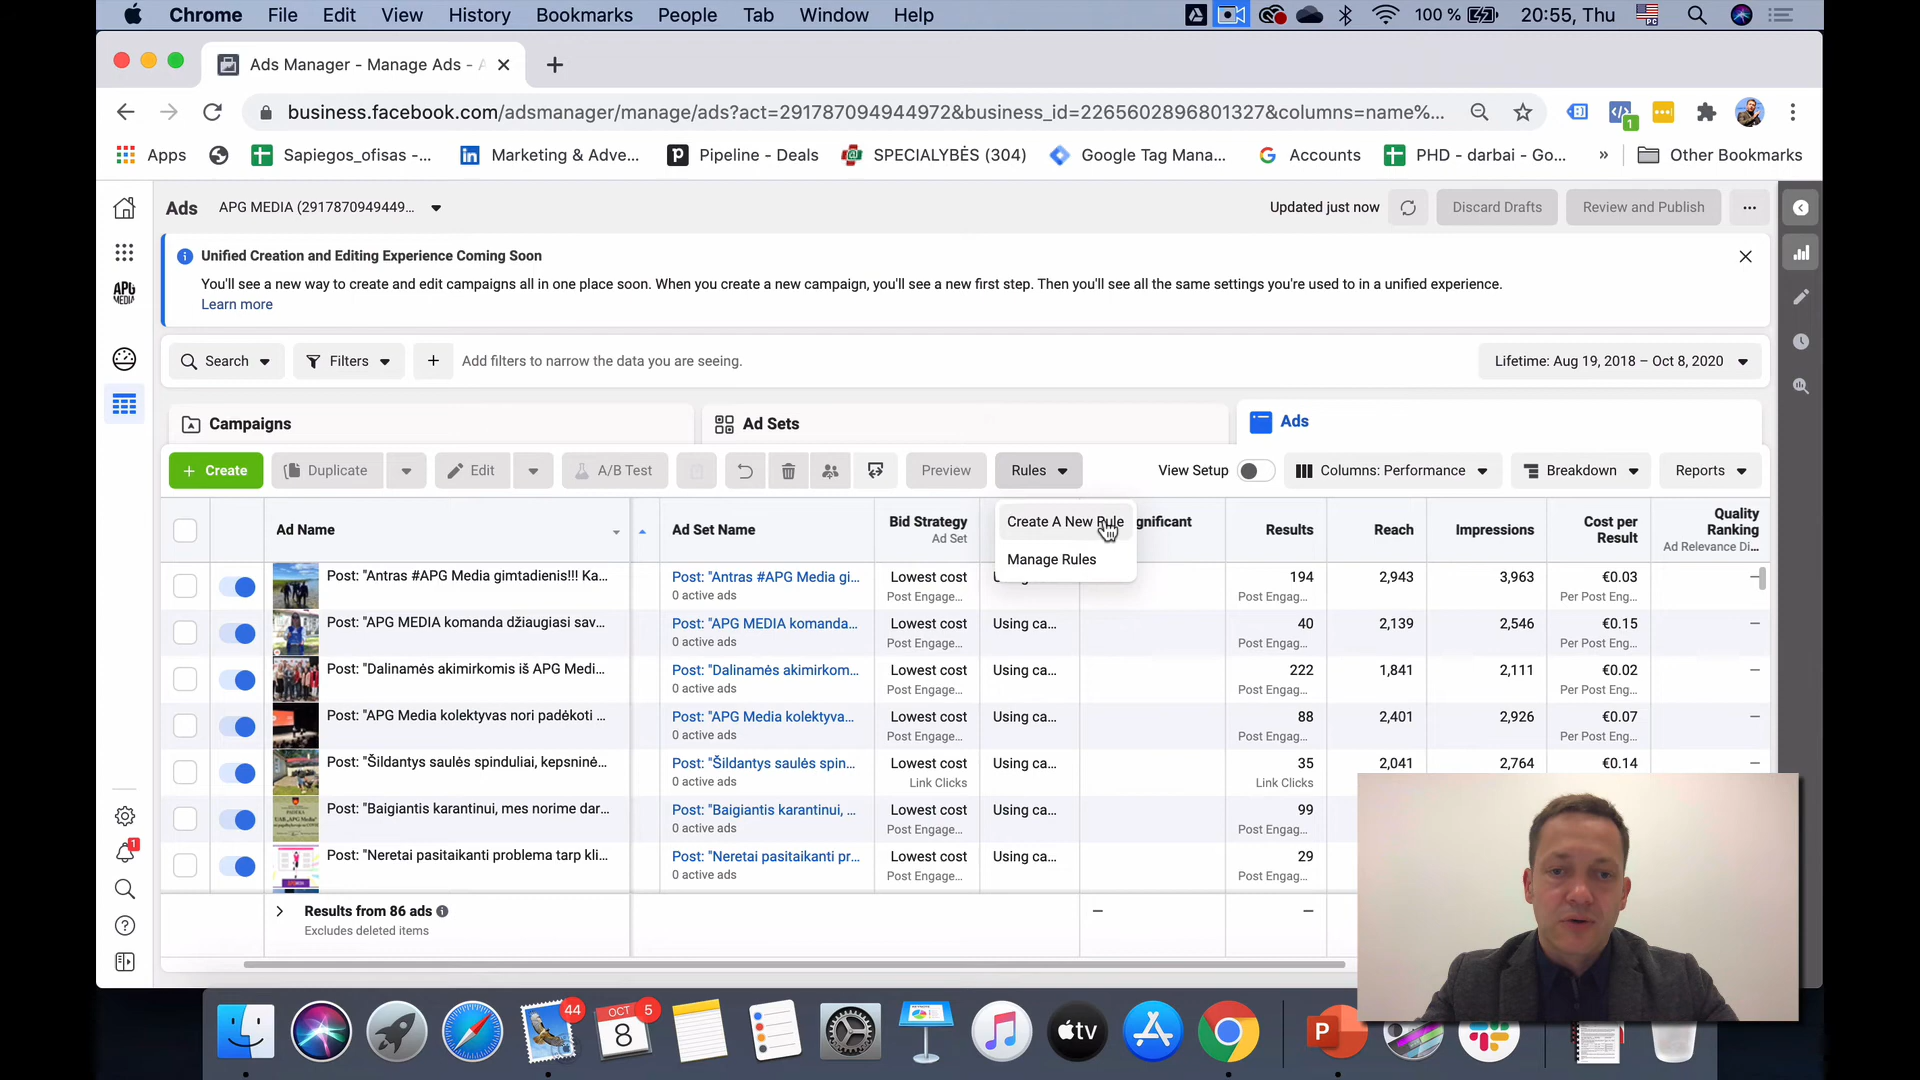 Chrome File Edit View History Bookmarks People Tab Window Help 100 % 20:55, Thu
Ads Manager - Manage Ads - A
business.facebook.com/adsmanager/manage/ads?act=291787094944972&business_id=2265602896801327&columns=name%... 1
Apps Sapiegos_ofisas -... Marketing & Adve... Pipeline - Deals SPECIALYBĖS (304) Google Tag Mana... Accounts PHD - darbai - Go... » Other Bookmarks
Ads APG MEDIA (2917870949449... Updated just now Discard Drafts Review and Publish ...
APG MEDIA
Unified Creation and Editing Experience Coming Soon
You'll see a new way to create and edit campaigns all in one place soon. When you create a new campaign, you'll see a new first step. Then you'll see all the same settings you're used to in a unified experience.
Learn more
Search Filters + Add filters to narrow the data you are seeing. Lifetime: Aug 19, 2018 – Oct 8, 2020
Campaigns Ad Sets Ads
+ Create Duplicate Edit A/B Test Preview Rules View Setup Columns: Performance Breakdown Reports
Create A New Rule
Manage Rules
Ad Name Ad Set Name Bid Strategy gnificant Results Reach Impressions Cost per Result Quality Ranking
Ad Set Ad Relevance Di...
Post: "Antras #APG Media gimtadienis!!! Ka... Post: "Antras #APG Media gi... Lowest cost 194 2,943 3,963 €0.03 —
0 active ads Post Engage... Post Engag... Per Post Eng...
Post: "APG MEDIA komanda džiaugiasi sav... Post: "APG MEDIA komanda... Lowest cost Using ca... 40 2,139 2,546 €0.15 —
0 active ads Post Engage... Post Engag... Per Post Eng...
Post: "Dalinamės akimirkomis iš APG Medi... Post: "Dalinamės akimirkom... Lowest cost Using ca... 222 1,841 2,111 €0.02 —
0 active ads Post Engage... Post Engag... Per Post Eng...
Post: "APG Media kolektyvas nori padėkoti ... Post: "APG Media kolektyva... Lowest cost Using ca... 88 2,401 2,926 €0.07 —
0 active ads Post Engage... Post Engag... Per Post Eng...
Post: "Šildantys saulės spinduliai, kepsninė... Post: "Šildantys saulės spin... Lowest cost Using ca... 35 2,041 2,764 €0.14 —
0 active ads Link Clicks Link Clicks
Post: "Baigiantis karantinui, mes norime dar... Post: "Baigiantis karantinui, ... Lowest cost Using ca... 99
0 active ads Post Engage... Post Engag...
Post: "Neretai pasitaikanti problema tarp kli... Post: "Neretai pasitaikanti pr... Lowest cost Using ca... 29
0 active ads Post Engage... Post Engag...
1
Results from 86 ads — —
Excludes deleted items
44 OCT 8 5 tv P